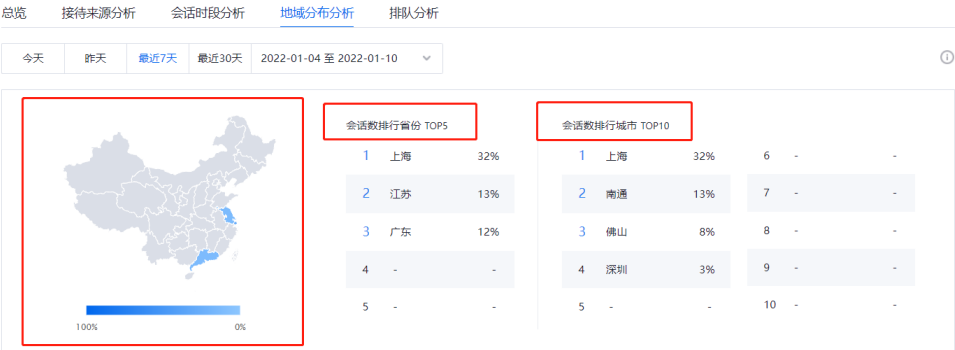 总览 接待来源分析 会话时段分析 地域分布分析 排队分析
今天 昨天 最近7天 最近30天 2022-01-04 至 2022-01-10
会话数排行省份 TOP5
1 上海 32%
2 江苏 13%
3 广东 12%
4 - -
5 - -
会话数排行城市 TOP10
1 上海 32%
2 南通 13%
3 佛山 8%
4 深圳 3%
5 - -
6 - -
7 - -
8 - -
9 - -
10 - -
100% 0%